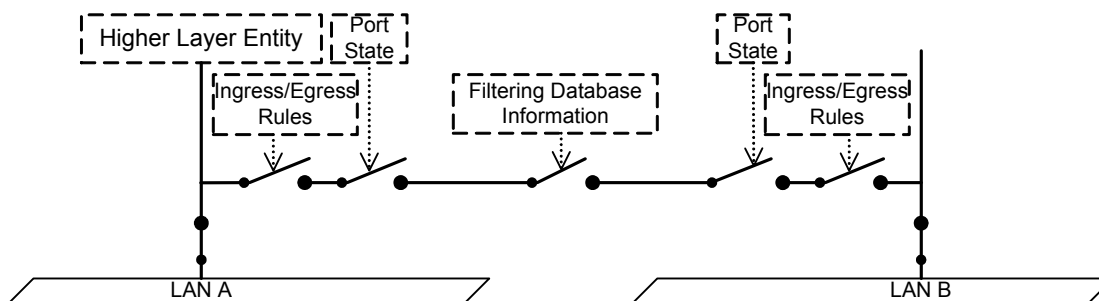 Higher Layer Entity
Port
State
Port
State
Ingress/Egress
Rules
Filtering Database
Information
Ingress/Egress
Rules
LAN A
LAN B